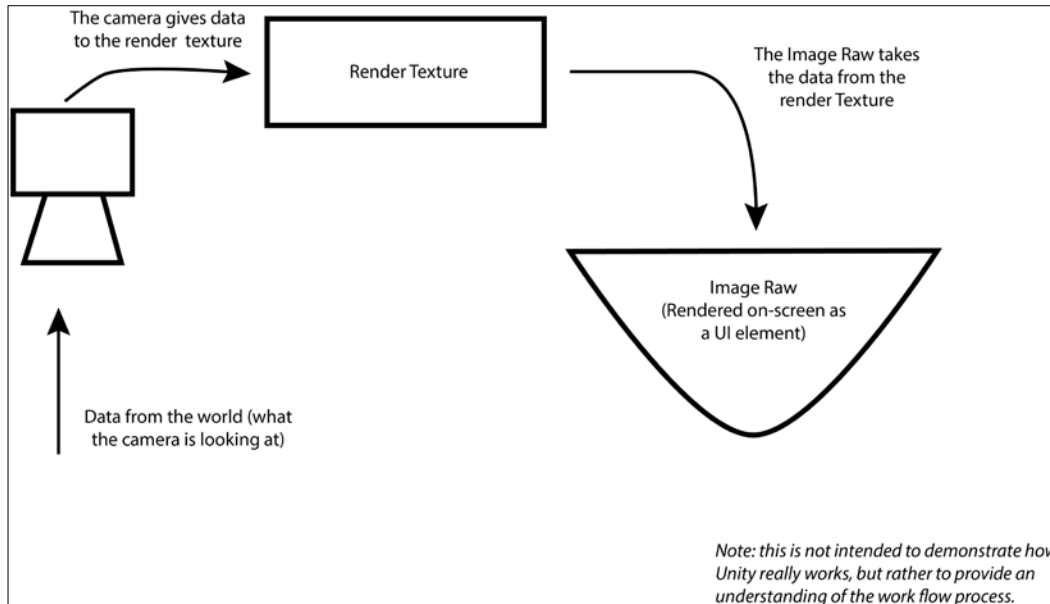 The camera gives data
to the render texture
Render Texture
The Image Raw takes
the data from the
render Texture
Image Raw
(Rendered on-screen as
a UI element)
Data from the world (what
the camera is looking at)
Note: this is not intended to demonstrate how
Unity really works, but rather to provide an
understanding of the work flow process.